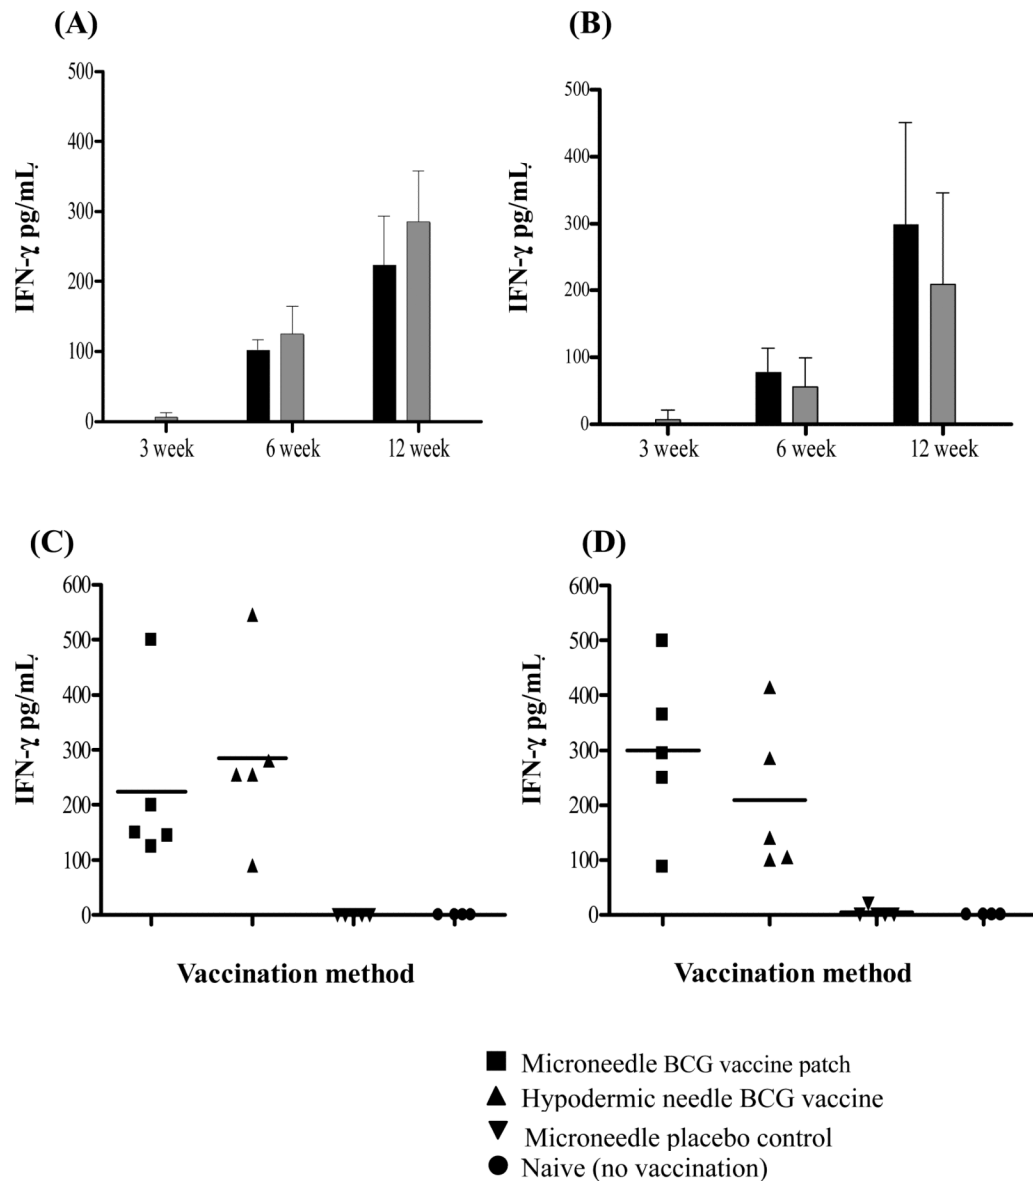 (A)
IFN-γ pg/mL
500
400
300
200
100
0
3 week
6 week
12 week
(B)
IFN-γ pg/mL
500
400
300
200
100
0
3 week
6 week
12 week
(C)
IFN-γ pg/mL
600
500
400
300
200
100
0
Vaccination method
(D)
IFN-γ pg/mL
600
500
400
300
200
100
0
Vaccination method
Microneedle BCG vaccine patch
Hypodermic needle BCG vaccine
Microneedle placebo control
Naive (no vaccination)